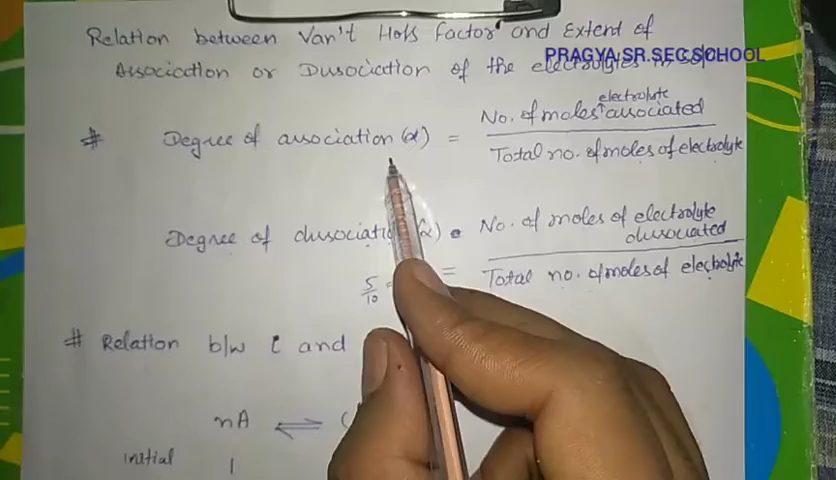 Relation between Van't Hoff Factor and Extent of
PRAGYA.SR.SEC.SCHOOL
Association or Dissociation of the electrolytes in
# Degree of association (α) = No. of moles electrolyte associated
Total no. of moles of electrolyte
Degree of dissociation (α) = No. of moles of electrolyte
dissociated
5/10 = Total no. of moles of electrolyte
# Relation b/w i and
nA ⇌ (
Initial 1